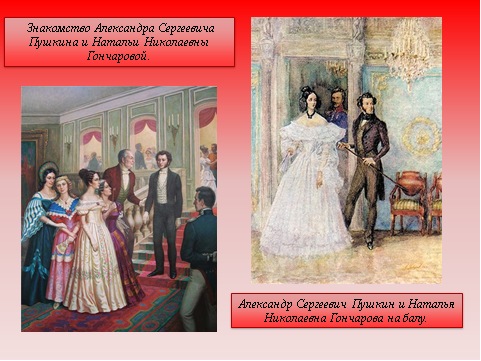 Знакомство Александра Сергеевича
Пушкина и Натальи Николаевны
Гончаровой.
Александр Сергеевич Пушкин и Наталья
Николаевна Гончарова на балу.